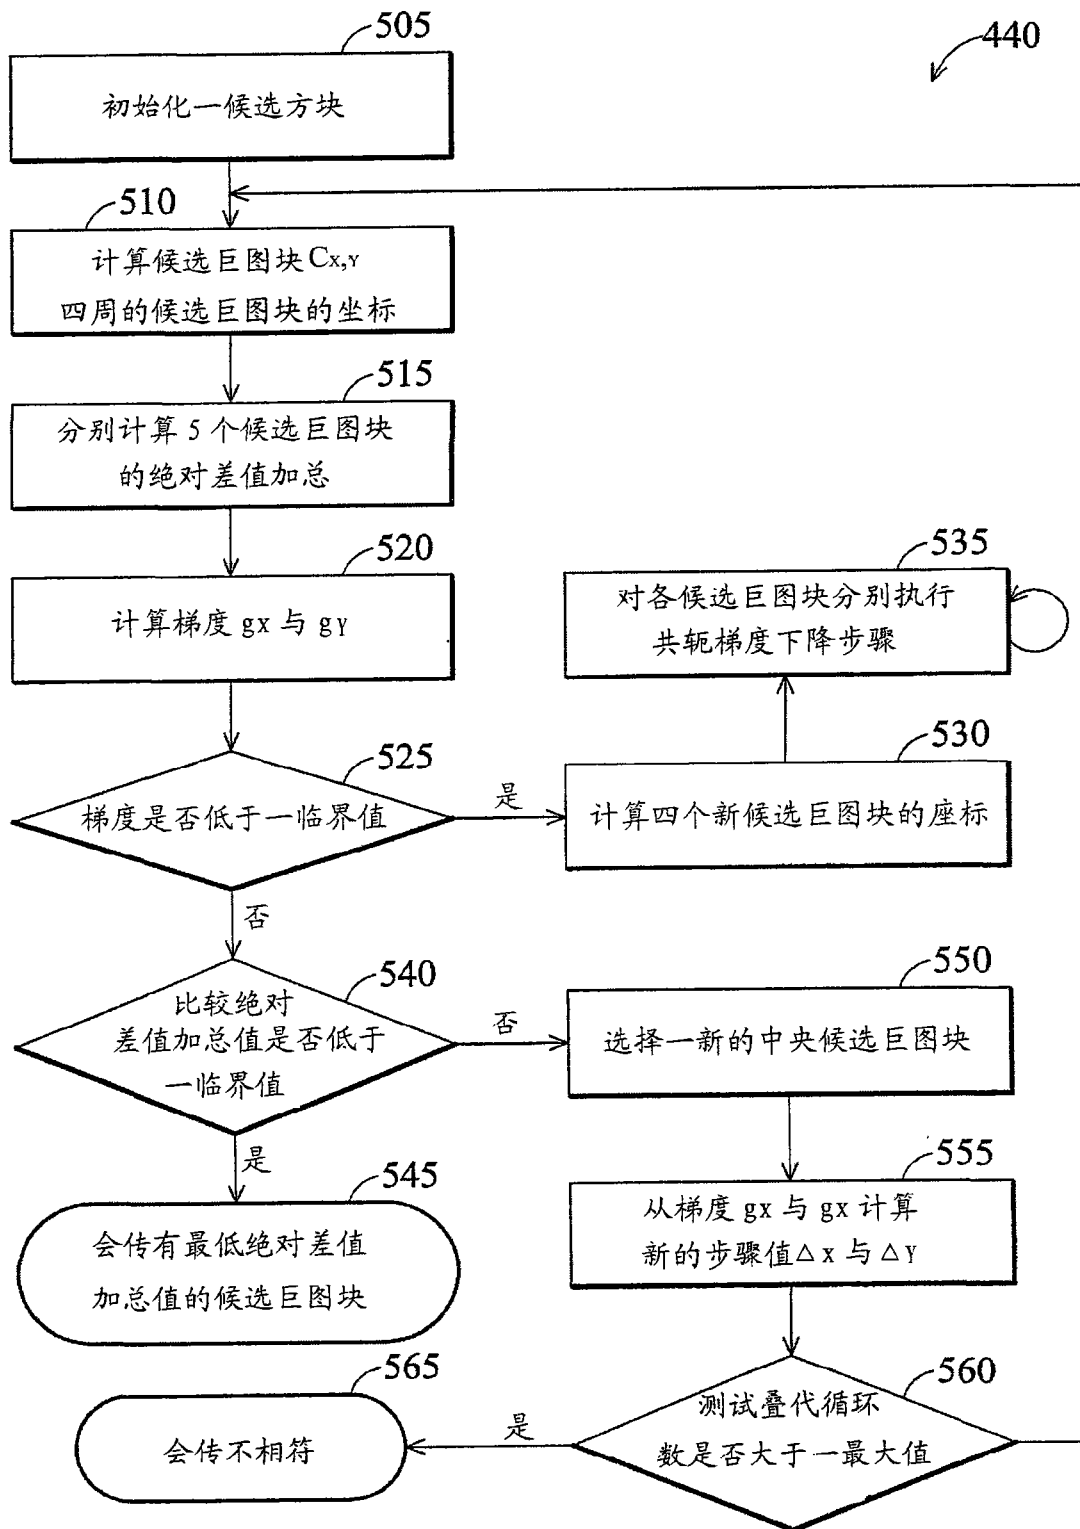 505
440
初始化一候选方块
510
计算候选巨图块CX,Y
四周的候选巨图块的坐标
515
分别计算5个候选巨图块
的绝对差值加总
520
计算梯度gx与gY
535
对各候选巨图块分别执行
共轭梯度下降步骤
525
梯度是否低于一临界值
是
530
计算四个新候选巨图块的座标
否
540
比较绝对
差值加总值是否低于
一临界值
否
550
选择一新的中央候选巨图块
是
545
会传有最低绝对差值
加总值的候选巨图块
555
从梯度gx与gx计算
新的步骤值△x与△Y
565
会传不相符
是
560
测试叠代循环
数是否大于一最大值